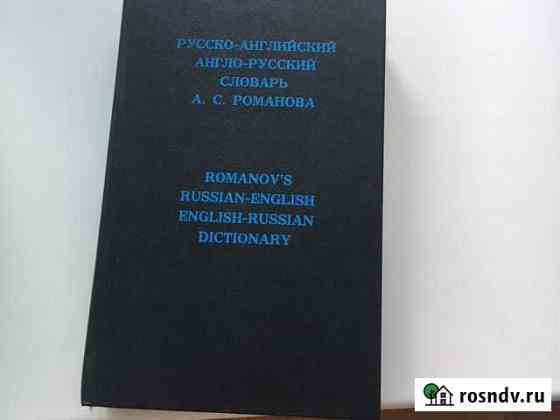 РУССКО-АНГЛИЙСКИЙ
АНГЛО-РУССКИЙ
СЛОВАРЬ
А. С. РОМАНОВА
ROMANOV'S
RUSSIAN-ENGLISH
ENGLISH-RUSSIAN
DICTIONARY
rosndv.ru